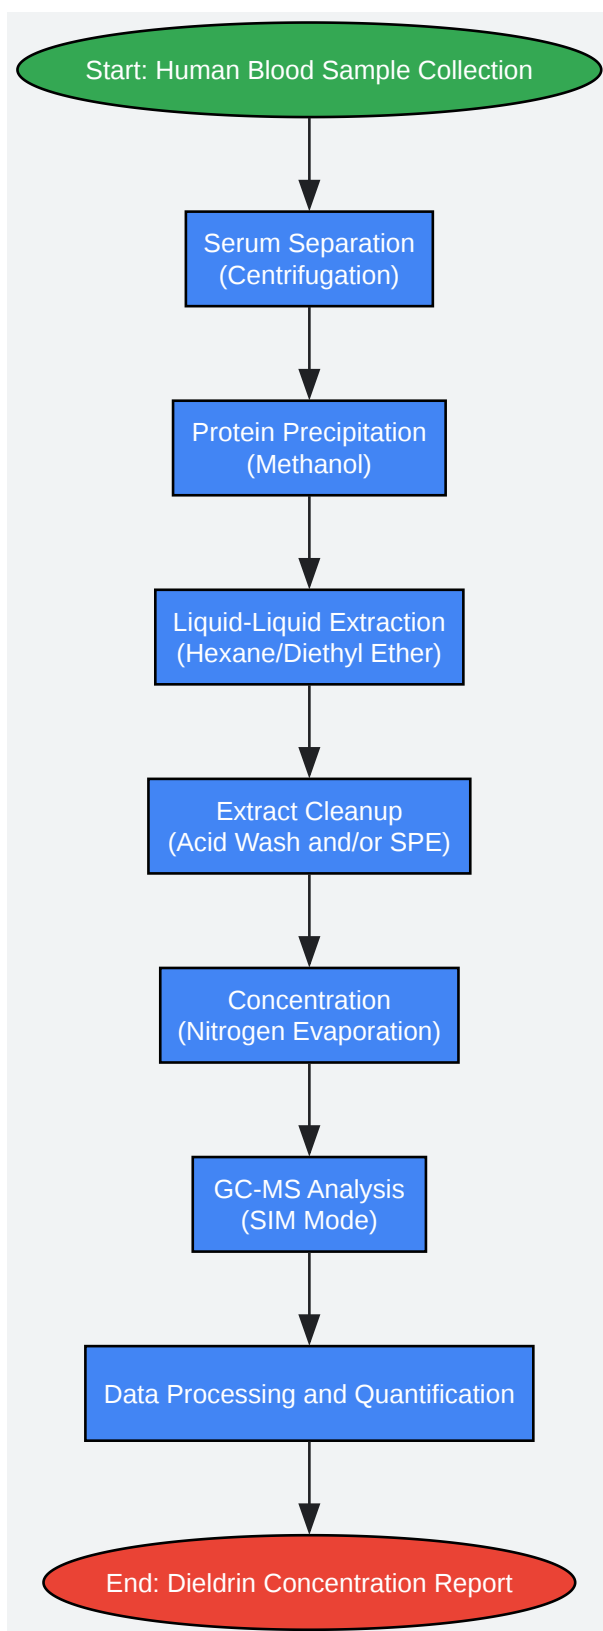 Start: Human Blood Sample Collection
Serum Separation
(Centrifugation)
Protein Precipitation
(Methanol)
Liquid-Liquid Extraction
(Hexane/Diethyl Ether)
Extract Cleanup
(Acid Wash and/or SPE)
Concentration
(Nitrogen Evaporation)
GC-MS Analysis
(SIM Mode)
Data Processing and Quantification
End: Dieldrin Concentration Report